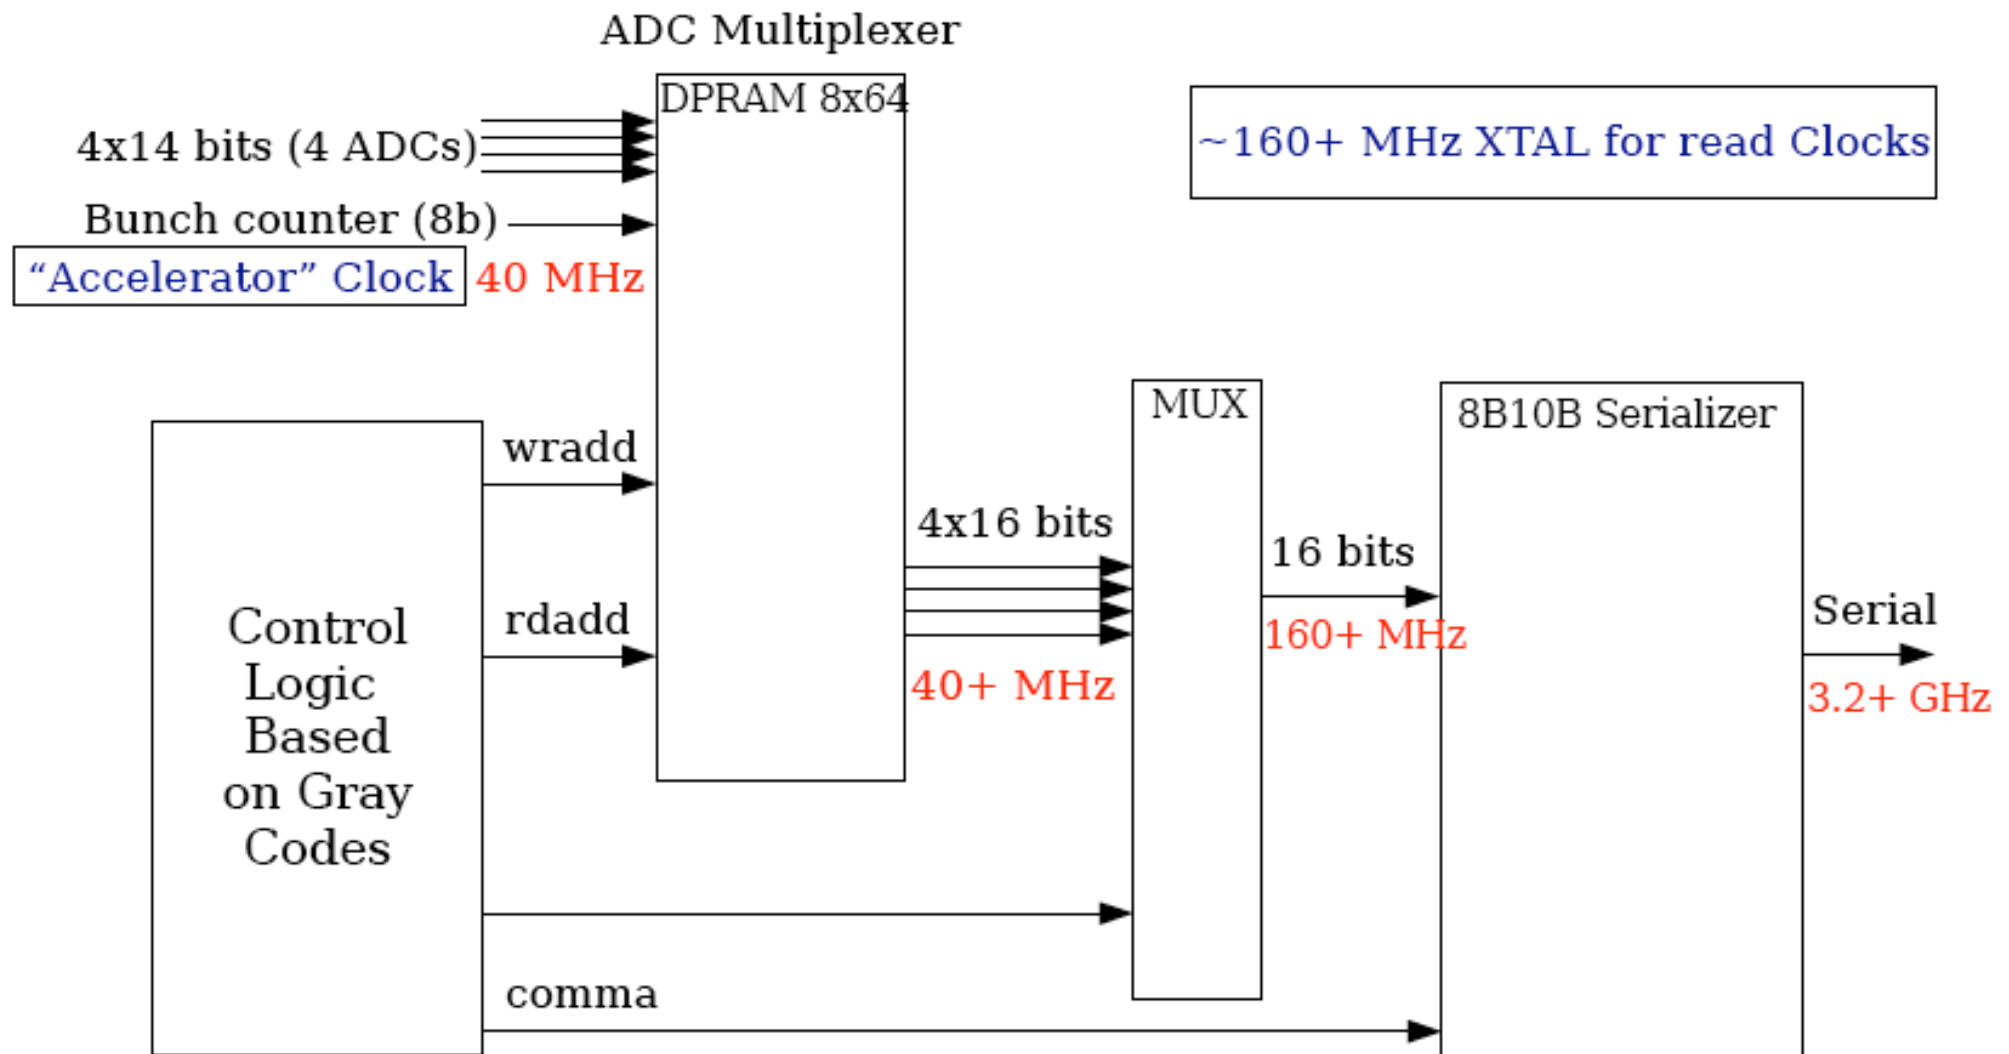 ADC Multiplexer
DPRAM 8x64
4x14 bits (4 ADCs)
Bunch counter (8b)
“Accelerator” Clock
40 MHz
~160+ MHz XTAL for read Clocks
wradd
rdadd
Control
Logic
Based
on Gray
Codes
comma
4x16 bits
40+ MHz
MUX
16 bits
160+ MHz
8B10B Serializer
Serial
3.2+ GHz